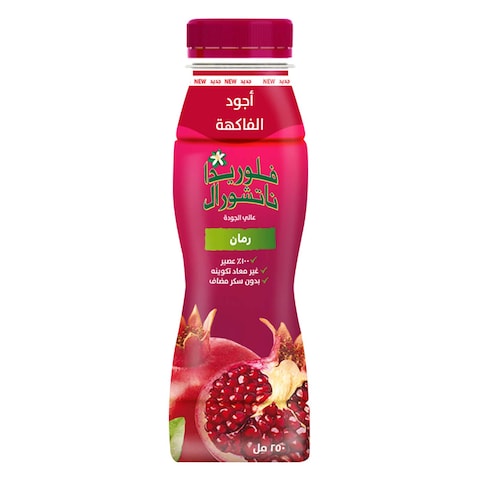 NEW جديد NEW جديد NEW جديد
أجود
الفاكهة
فلوريدا
ناتشورال
عالي الجودة
رمان
١٠٠٪ عصير
غير معاد تكوينه
بدون سكر مضاف
٢٥٠ مل